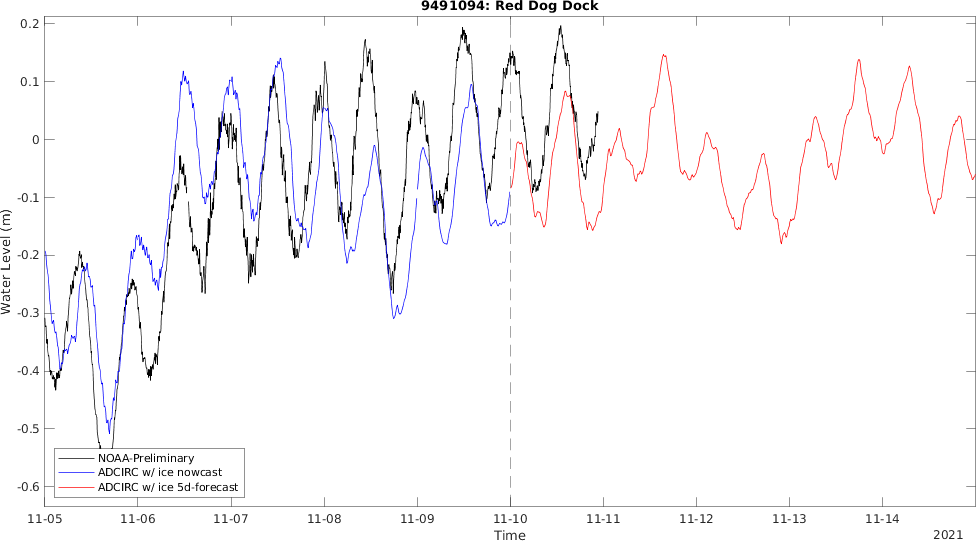 9491094: Red Dog Dock
Water Level (m)
0.2
0.1
0
-0.1
-0.2
-0.3
-0.4
-0.5
-0.6
NOAA-Preliminary
ADCIRC w/ ice nowcast
ADCIRC w/ ice 5d-forecast
11-05 11-06 11-07 11-08 11-09 11-10 11-11 11-12 11-13 11-14
Time
2021